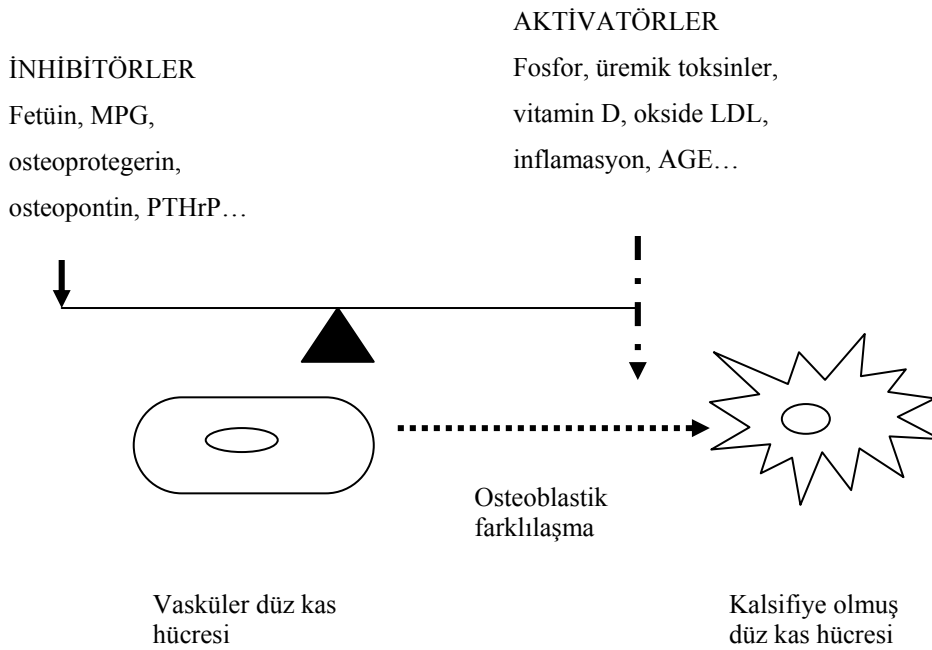 İNHİBİTÖRLER
Fetüin, MPG,
osteoprotegerin,
osteopontin, PTHrP…
AKTİVATÖRLER
Fosfor, üremik toksinler,
vitamin D, okside LDL,
inflamasyon, AGE…
Osteoblastik
farklılaşma
Vasküler düz kas
hücresi
Kalsifiye olmuş
düz kas hücresi